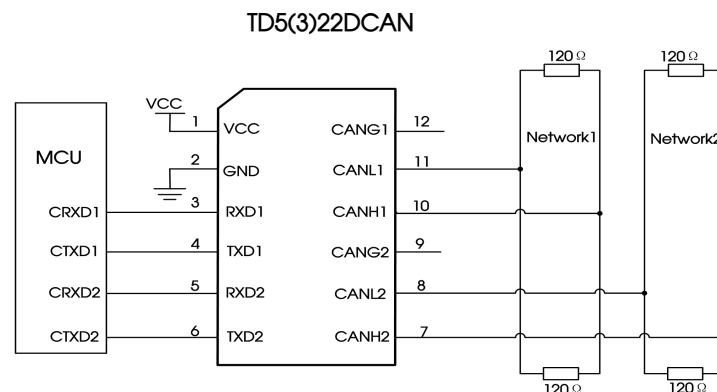 TD5(3)22DCAN
120Ω
120Ω
VCC
1
VCC
CANG1
12
Network1
Network2
MCU
2
GND
CANL1
11
CRXD1
3
RXD1
CANH1
10
CTXD1
4
TXD1
CANG2
9
CRXD2
5
RXD2
CANL2
8
CTXD2
6
TXD2
CANH2
7
120Ω
120Ω